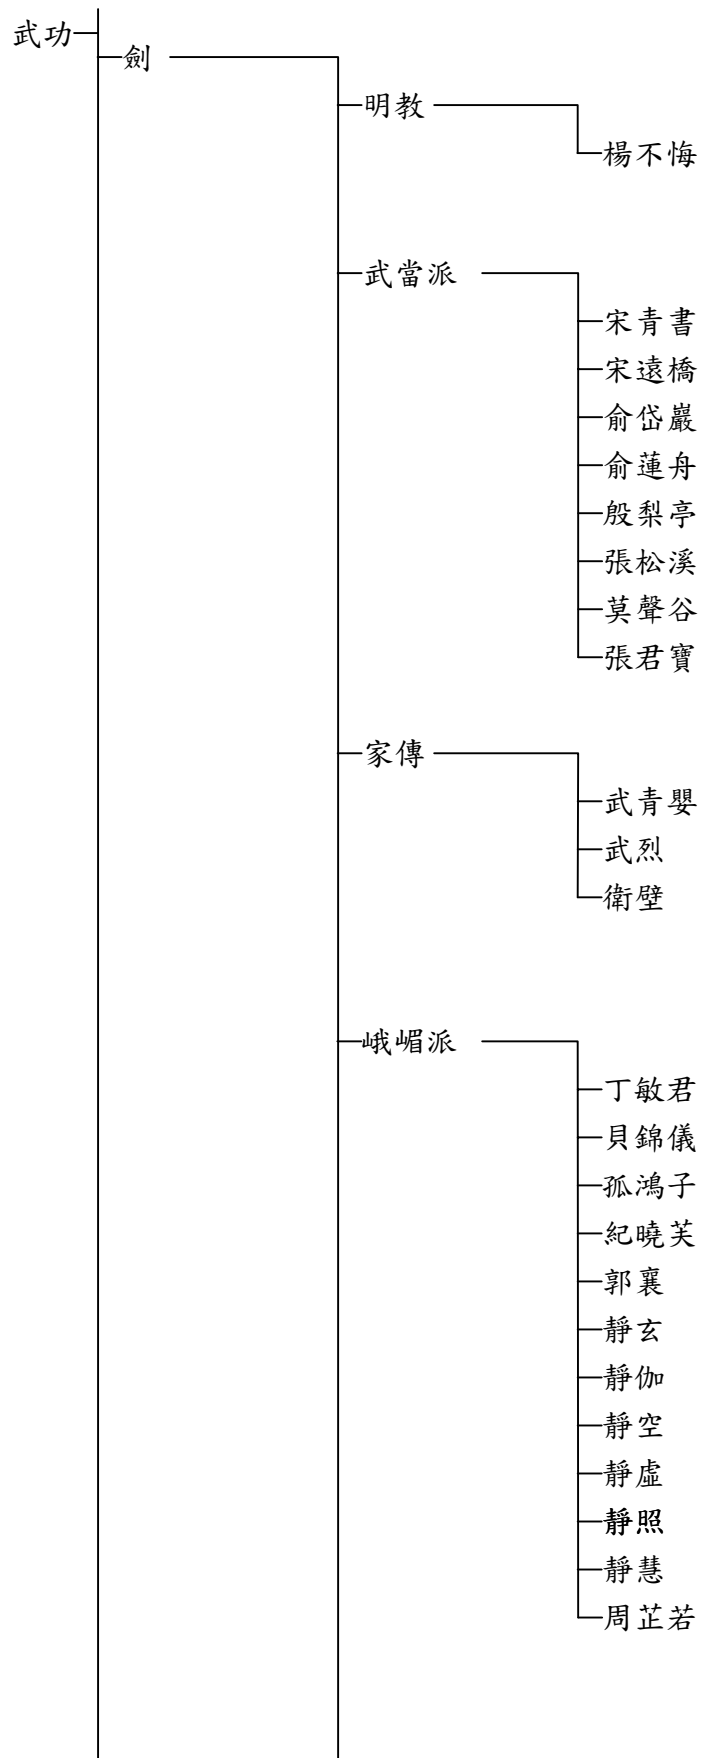 武功
劍
明教
楊不悔
武當派
宋青書
宋遠橋
俞岱巖
俞蓮舟
殷梨亭
張松溪
莫聲谷
張君寶
家傳
武青嬰
武烈
衛壁
峨嵋派
丁敏君
貝錦儀
孤鴻子
紀曉芙
郭襄
靜玄
靜伽
靜空
靜虛
靜照
靜慧
周芷若